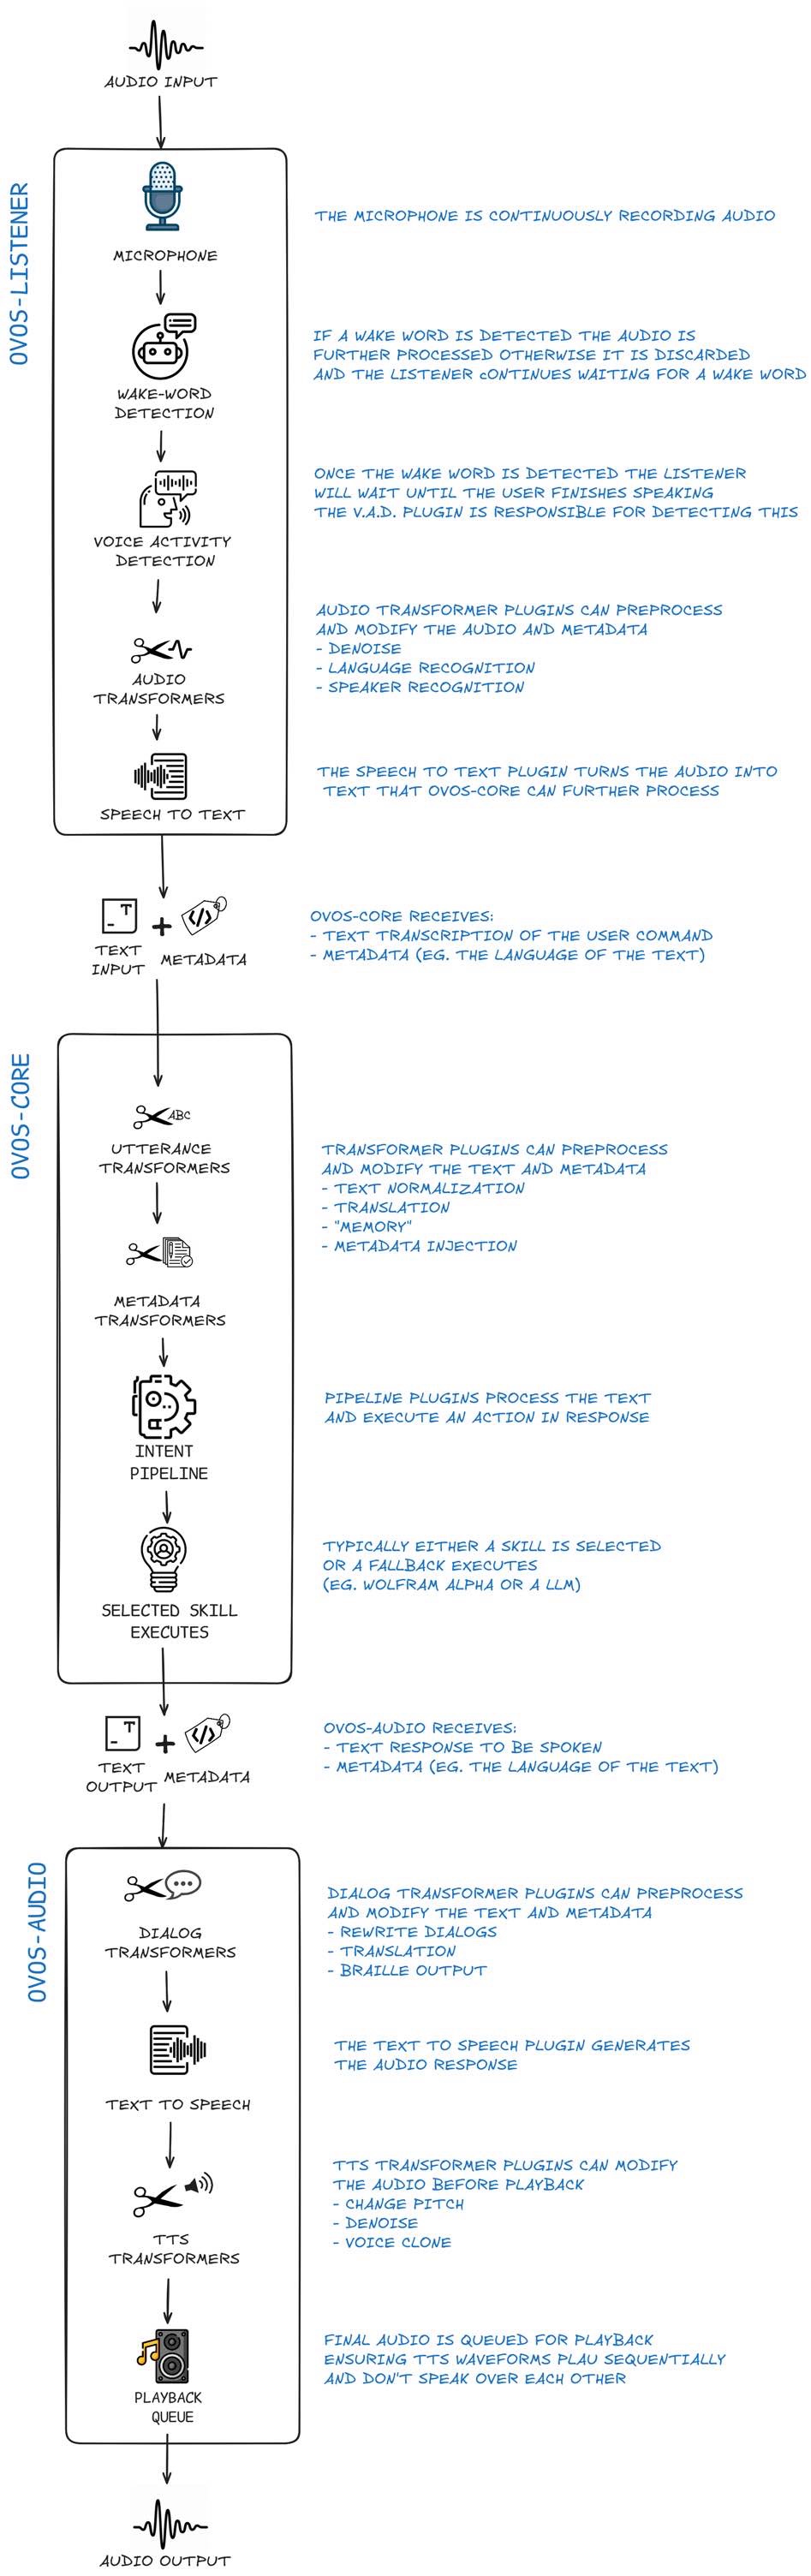 AUDIO INPUT
OVOS-LISTENER
MICROPHONE
THE MICROPHONE IS CONTINUOUSLY RECORDING AUDIO
WAKE-WORD
DETECTION
IF A WAKE WORD IS DETECTED THE AUDIO IS
FURTHER PROCESSED OTHERWISE IT IS DISCARDED
AND THE LISTENER CONTINUES WAITING FOR A WAKE WORD
VOICE ACTIVITY
DETECTION
ONCE THE WAKE WORD IS DETECTED THE LISTENER
WILL WAIT UNTIL THE USER FINISHES SPEAKING
THE V.A.D. PLUGIN IS RESPONSIBLE FOR DETECTING THIS
AUDIO
TRANSFORMERS
AUDIO TRANSFORMER PLUGINS CAN PREPROCESS
AND MODIFY THE AUDIO AND METADATA
- DENOISE
- LANGUAGE RECOGNITION
- SPEAKER RECOGNITION
SPEECH TO TEXT
THE SPEECH TO TEXT PLUGIN TURNS THE AUDIO INTO
TEXT THAT OVOS-CORE CAN FURTHER PROCESS
T
+
</>
TEXT
INPUT
METADATA
OVOS-CORE RECEIVES:
- TEXT TRANSCRIPTION OF THE USER COMMAND
- METADATA (EG. THE LANGUAGE OF THE TEXT)
OVOS-CORE
ABC
UTTERANCE
TRANSFORMERS
TRANSFORMER PLUGINS CAN PREPROCESS
AND MODIFY THE TEXT AND METADATA
- TEXT NORMALIZATION
- TRANSLATION
- "MEMORY"
- METADATA INJECTION
METADATA
TRANSFORMERS
INTENT
PIPELINE
PIPELINE PLUGINS PROCESS THE TEXT
AND EXECUTE AN ACTION IN RESPONSE
SELECTED SKILL
EXECUTES
TYPICALLY EITHER A SKILL IS SELECTED
OR A FALLBACK EXECUTES
(EG. WOLFRAM ALPHA OR A LLM)
T
+
</>
TEXT
OUTPUT
METADATA
OVOS-AUDIO RECEIVES:
- TEXT RESPONSE TO BE SPOKEN
- METADATA (EG. THE LANGUAGE OF THE TEXT)
OVOS-AUDIO
DIALOG
TRANSFORMERS
DIALOG TRANSFORMER PLUGINS CAN PREPROCESS
AND MODIFY THE TEXT AND METADATA
- REWRITE DIALOGS
- TRANSLATION
- BRAILLE OUTPUT
TEXT TO SPEECH
THE TEXT TO SPEECH PLUGIN GENERATES
THE AUDIO RESPONSE
TTS
TRANSFORMERS
TTS TRANSFORMER PLUGINS CAN MODIFY
THE AUDIO BEFORE PLAYBACK
- CHANGE PITCH
- DENOISE
- VOICE CLONE
PLAYBACK
QUEUE
FINAL AUDIO IS QUEUED FOR PLAYBACK
ENSURING TTS WAVEFORMS PLAU SEQUENTIALLY
AND DON'T SPEAK OVER EACH OTHER
AUDIO OUTPUT